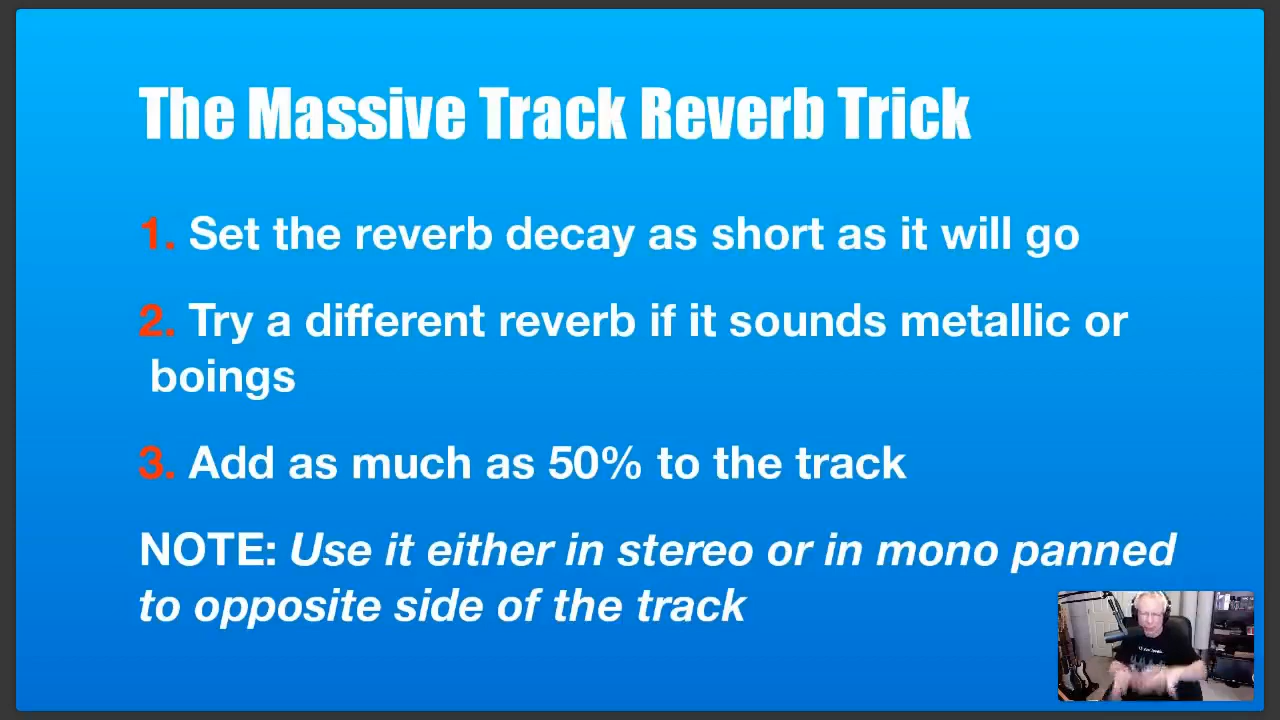 The Massive Track Reverb Trick
1. Set the reverb decay as short as it will go
2. Try a different reverb if it sounds metallic or
boings
3. Add as much as 50% to the track
NOTE: Use it either in stereo or in mono panned
to opposite side of the track